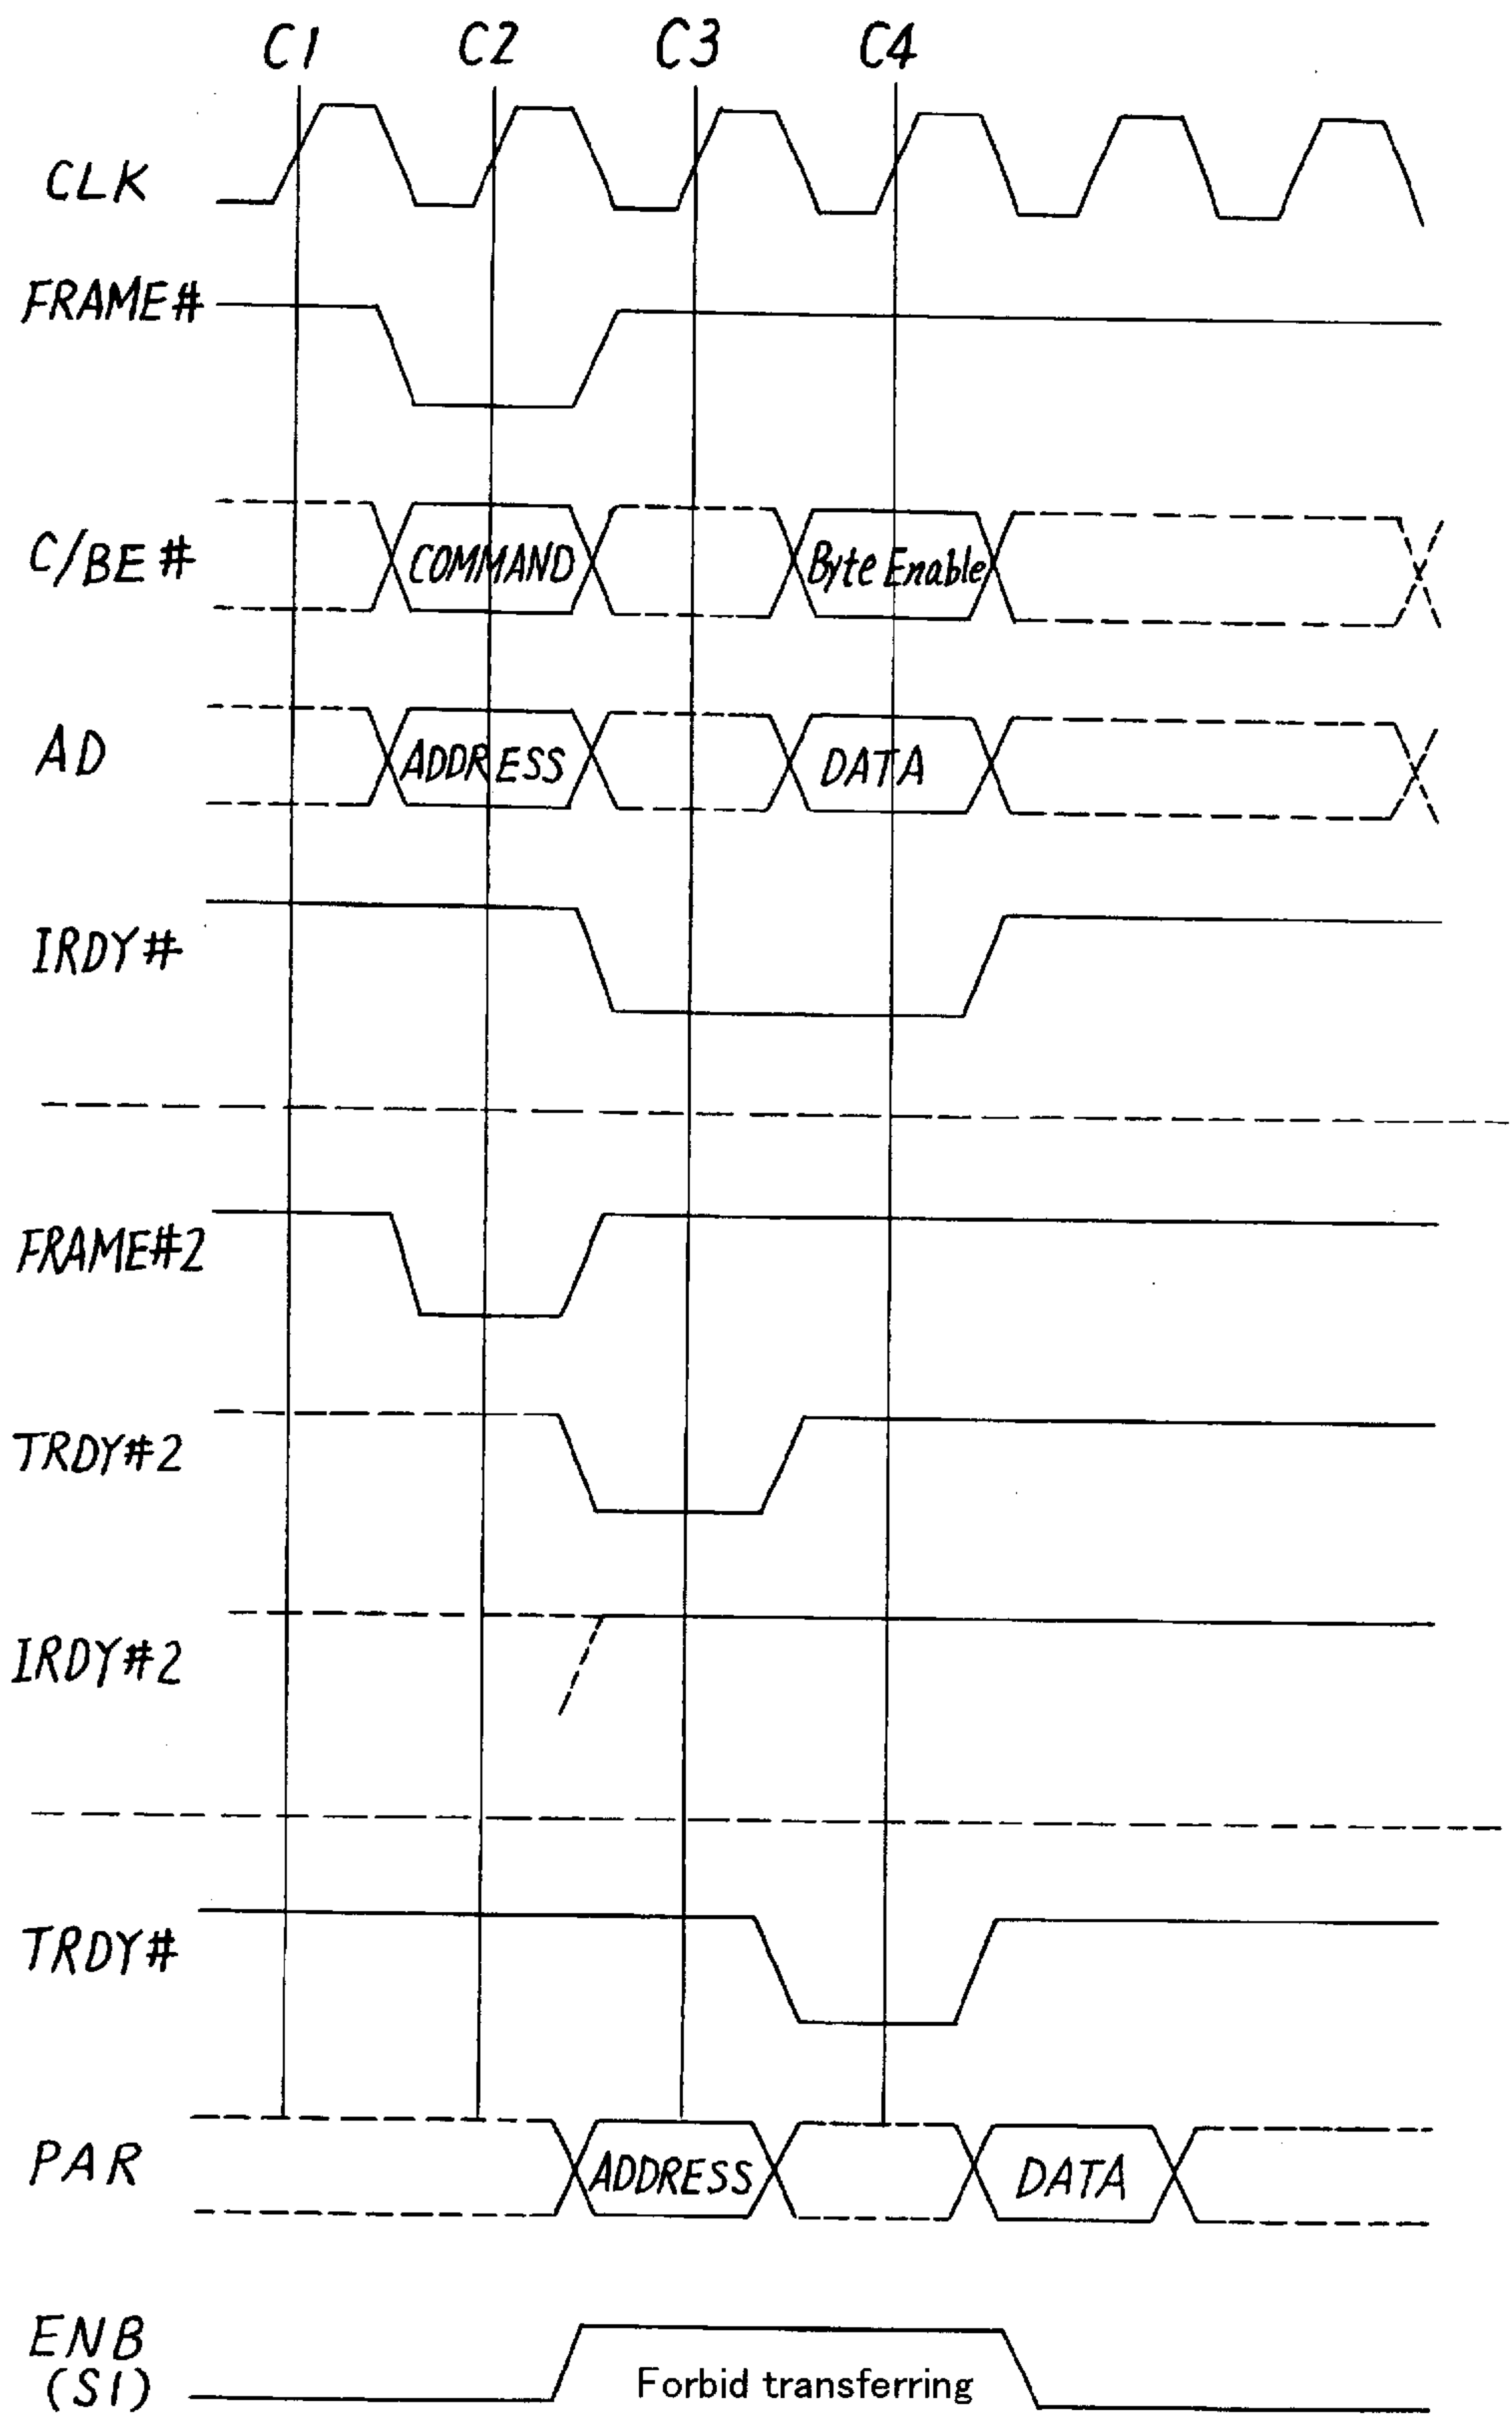 C1 C2 C3 C4
CLK
FRAME#
C/BE# COMMAND Byte Enable
AD ADDRESS DATA
IRDY#
FRAME#2
TRDY#2
IRDY#2
TRDY#
PAR ADDRESS DATA
ENB
(S1) Forbid transferring